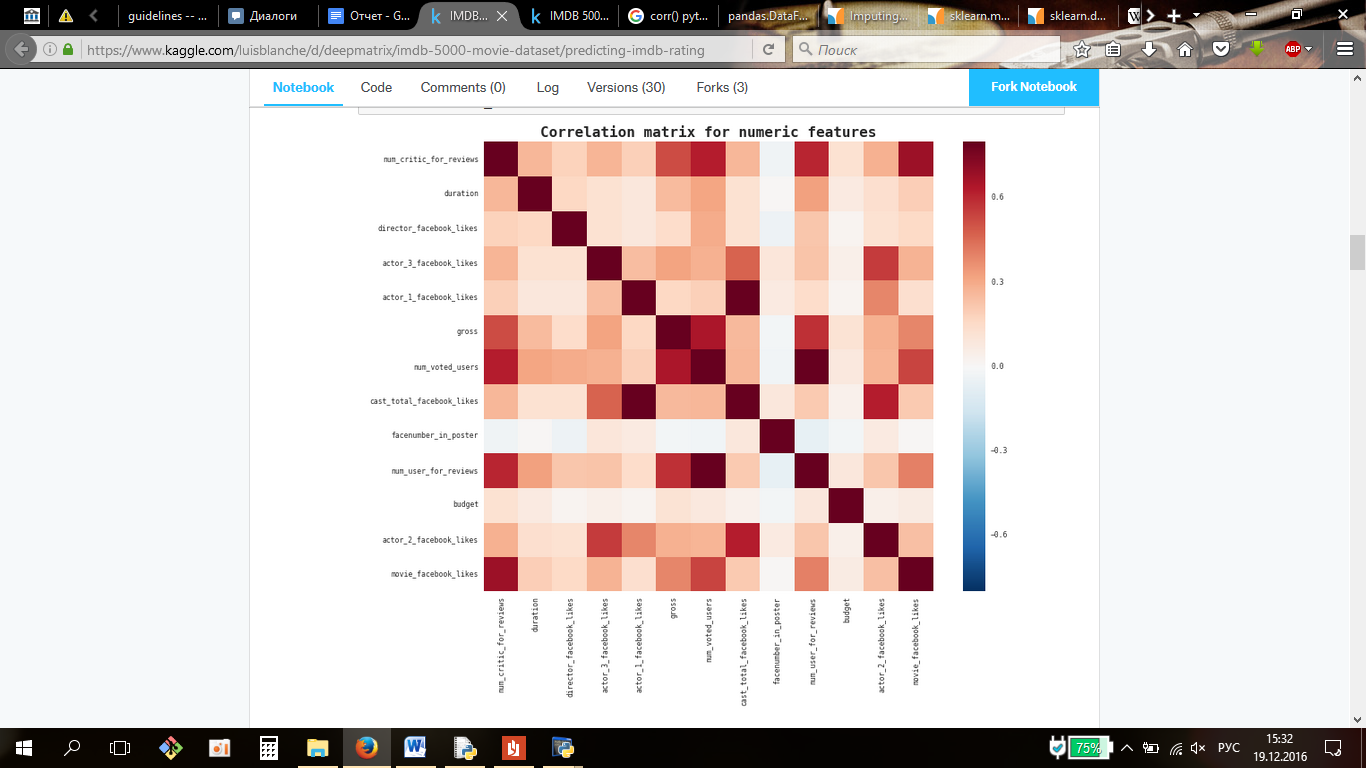 guidelines -- ...
Диалоги
Отчет - G...
IMDB...
IMDB 500...
corr() pyt...
pandas.DataF...
Imputing...
sklearn.m...
sklearn.d...
https://www.kaggle.com/luisblanche/d/deepmatrix/imdb-5000-movie-dataset/predicting-imdb-rating
Поиск
ABP
Notebook Code Comments (0) Log Versions (30) Forks (3) Fork Notebook
Correlation matrix for numeric features
num_critic_for_reviews
duration
director_facebook_likes
actor_3_facebook_likes
actor_1_facebook_likes
gross
num_voted_users
cast_total_facebook_likes
facenumber_in_poster
num_user_for_reviews
budget
actor_2_facebook_likes
movie_facebook_likes
0.6
0.3
0.0
−0.3
−0.6
num_critic_for_reviews
duration
director_facebook_likes
actor_3_facebook_likes
actor_1_facebook_likes
gross
num_voted_users
cast_total_facebook_likes
facenumber_in_poster
num_user_for_reviews
budget
actor_2_facebook_likes
movie_facebook_likes
75%
РУС
15:32
19.12.2016